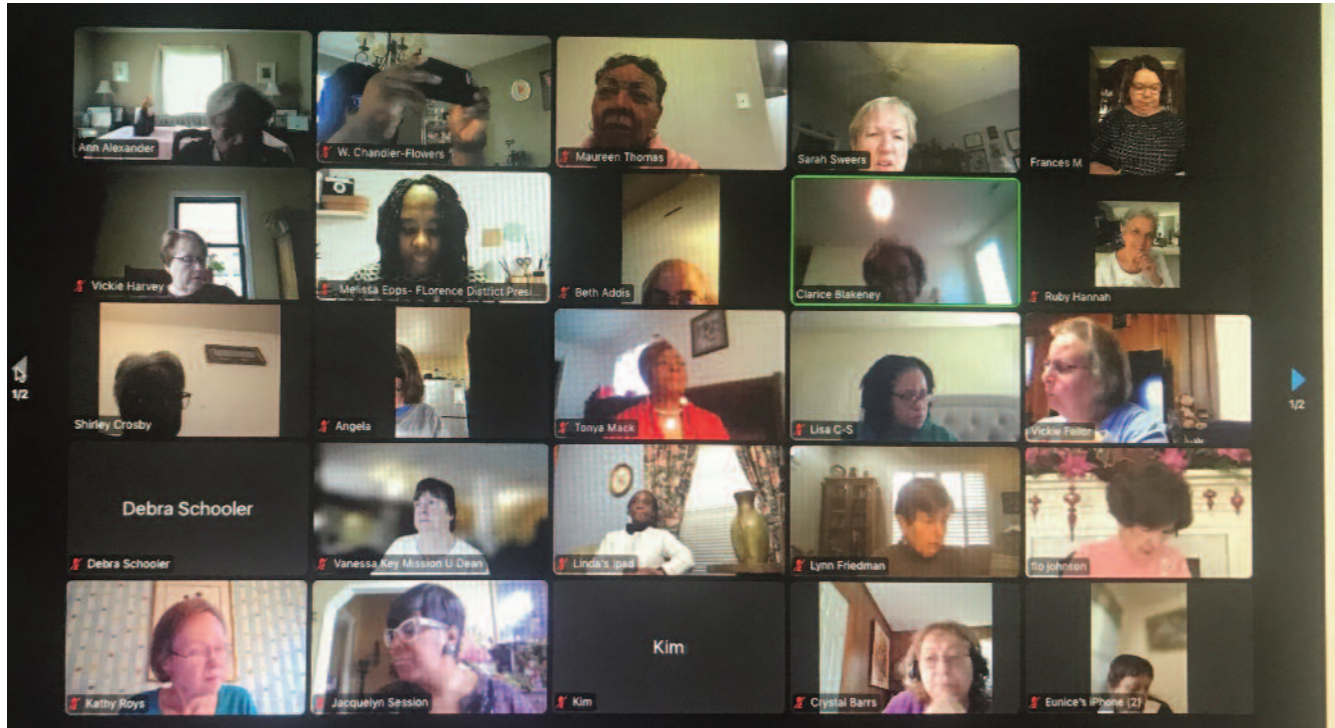 Ann Alexander
W. Chandler-Flowers
Maureen Thomas
Sarah Sweers
Frances M
Vickie Harvey
Melissa Epps- FLorence District Presi...
Beth Addis
Clarice Blakeney
Ruby Hannah
1/2
Shirley Crosby
Angela
Tonya Mack
Lisa C-S
Vickie Failor
1/2
Debra Schooler
Debra Schooler
Vanessa Key Mission U Dean
Linda's Ipad
Lynn Friedman
flo johnson
Kathy Roys
Jacquelyn Session
Kim
Kim
Crystal Barrs
Eunice's iPhone (2)